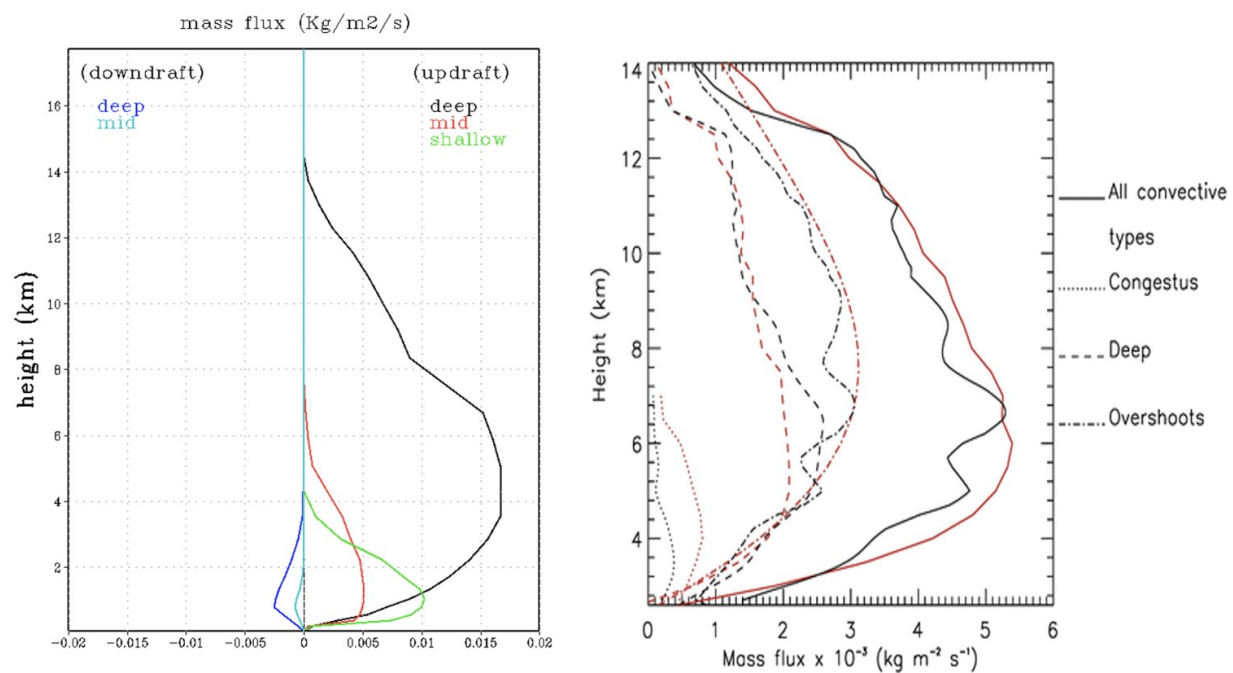 mass flux (Kg/m2/s)
(downdraft)
(updraft)
deep
mid
deep
mid
shallow
height (km)
16
14
12
10
8
6
4
2
-0.02 -0.015 -0.01 -0.005 0 0.005 0.01 0.015 0.02
Height (km)
14
12
10
8
6
4
0 1 2 3 4 5 6
Mass flux x 10⁻³ (kg m⁻² s⁻¹)
All convective
types
Congestus
Deep
Overshoots